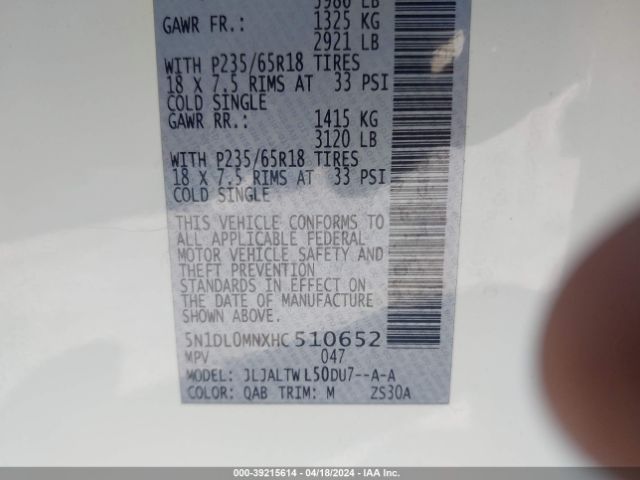 5986 LB
GAWR FR.: 1325 KG
2921 LB
WITH P235/65R18 TIRES
18 X 7.5 RIMS AT 33 PSI
COLD SINGLE
GAWR RR.: 1415 KG
3120 LB
WITH P235/65R18 TIRES
18 X 7.5 RIMS AT 33 PSI
COLD SINGLE
THIS VEHICLE CONFORMS TO
ALL APPLICABLE FEDERAL
MOTOR VEHICLE SAFETY AND
THEFT PREVENTION
STANDARDS IN EFFECT ON
THE DATE OF MANUFACTURE
SHOWN ABOVE.
5N1DL0MNXHC510652
MPV 047
MODEL: JLJALTWL50DU7--A-A
COLOR: QAB TRIM: M ZS30A
000-39215614 - 04/18/2024 - IAA Inc.